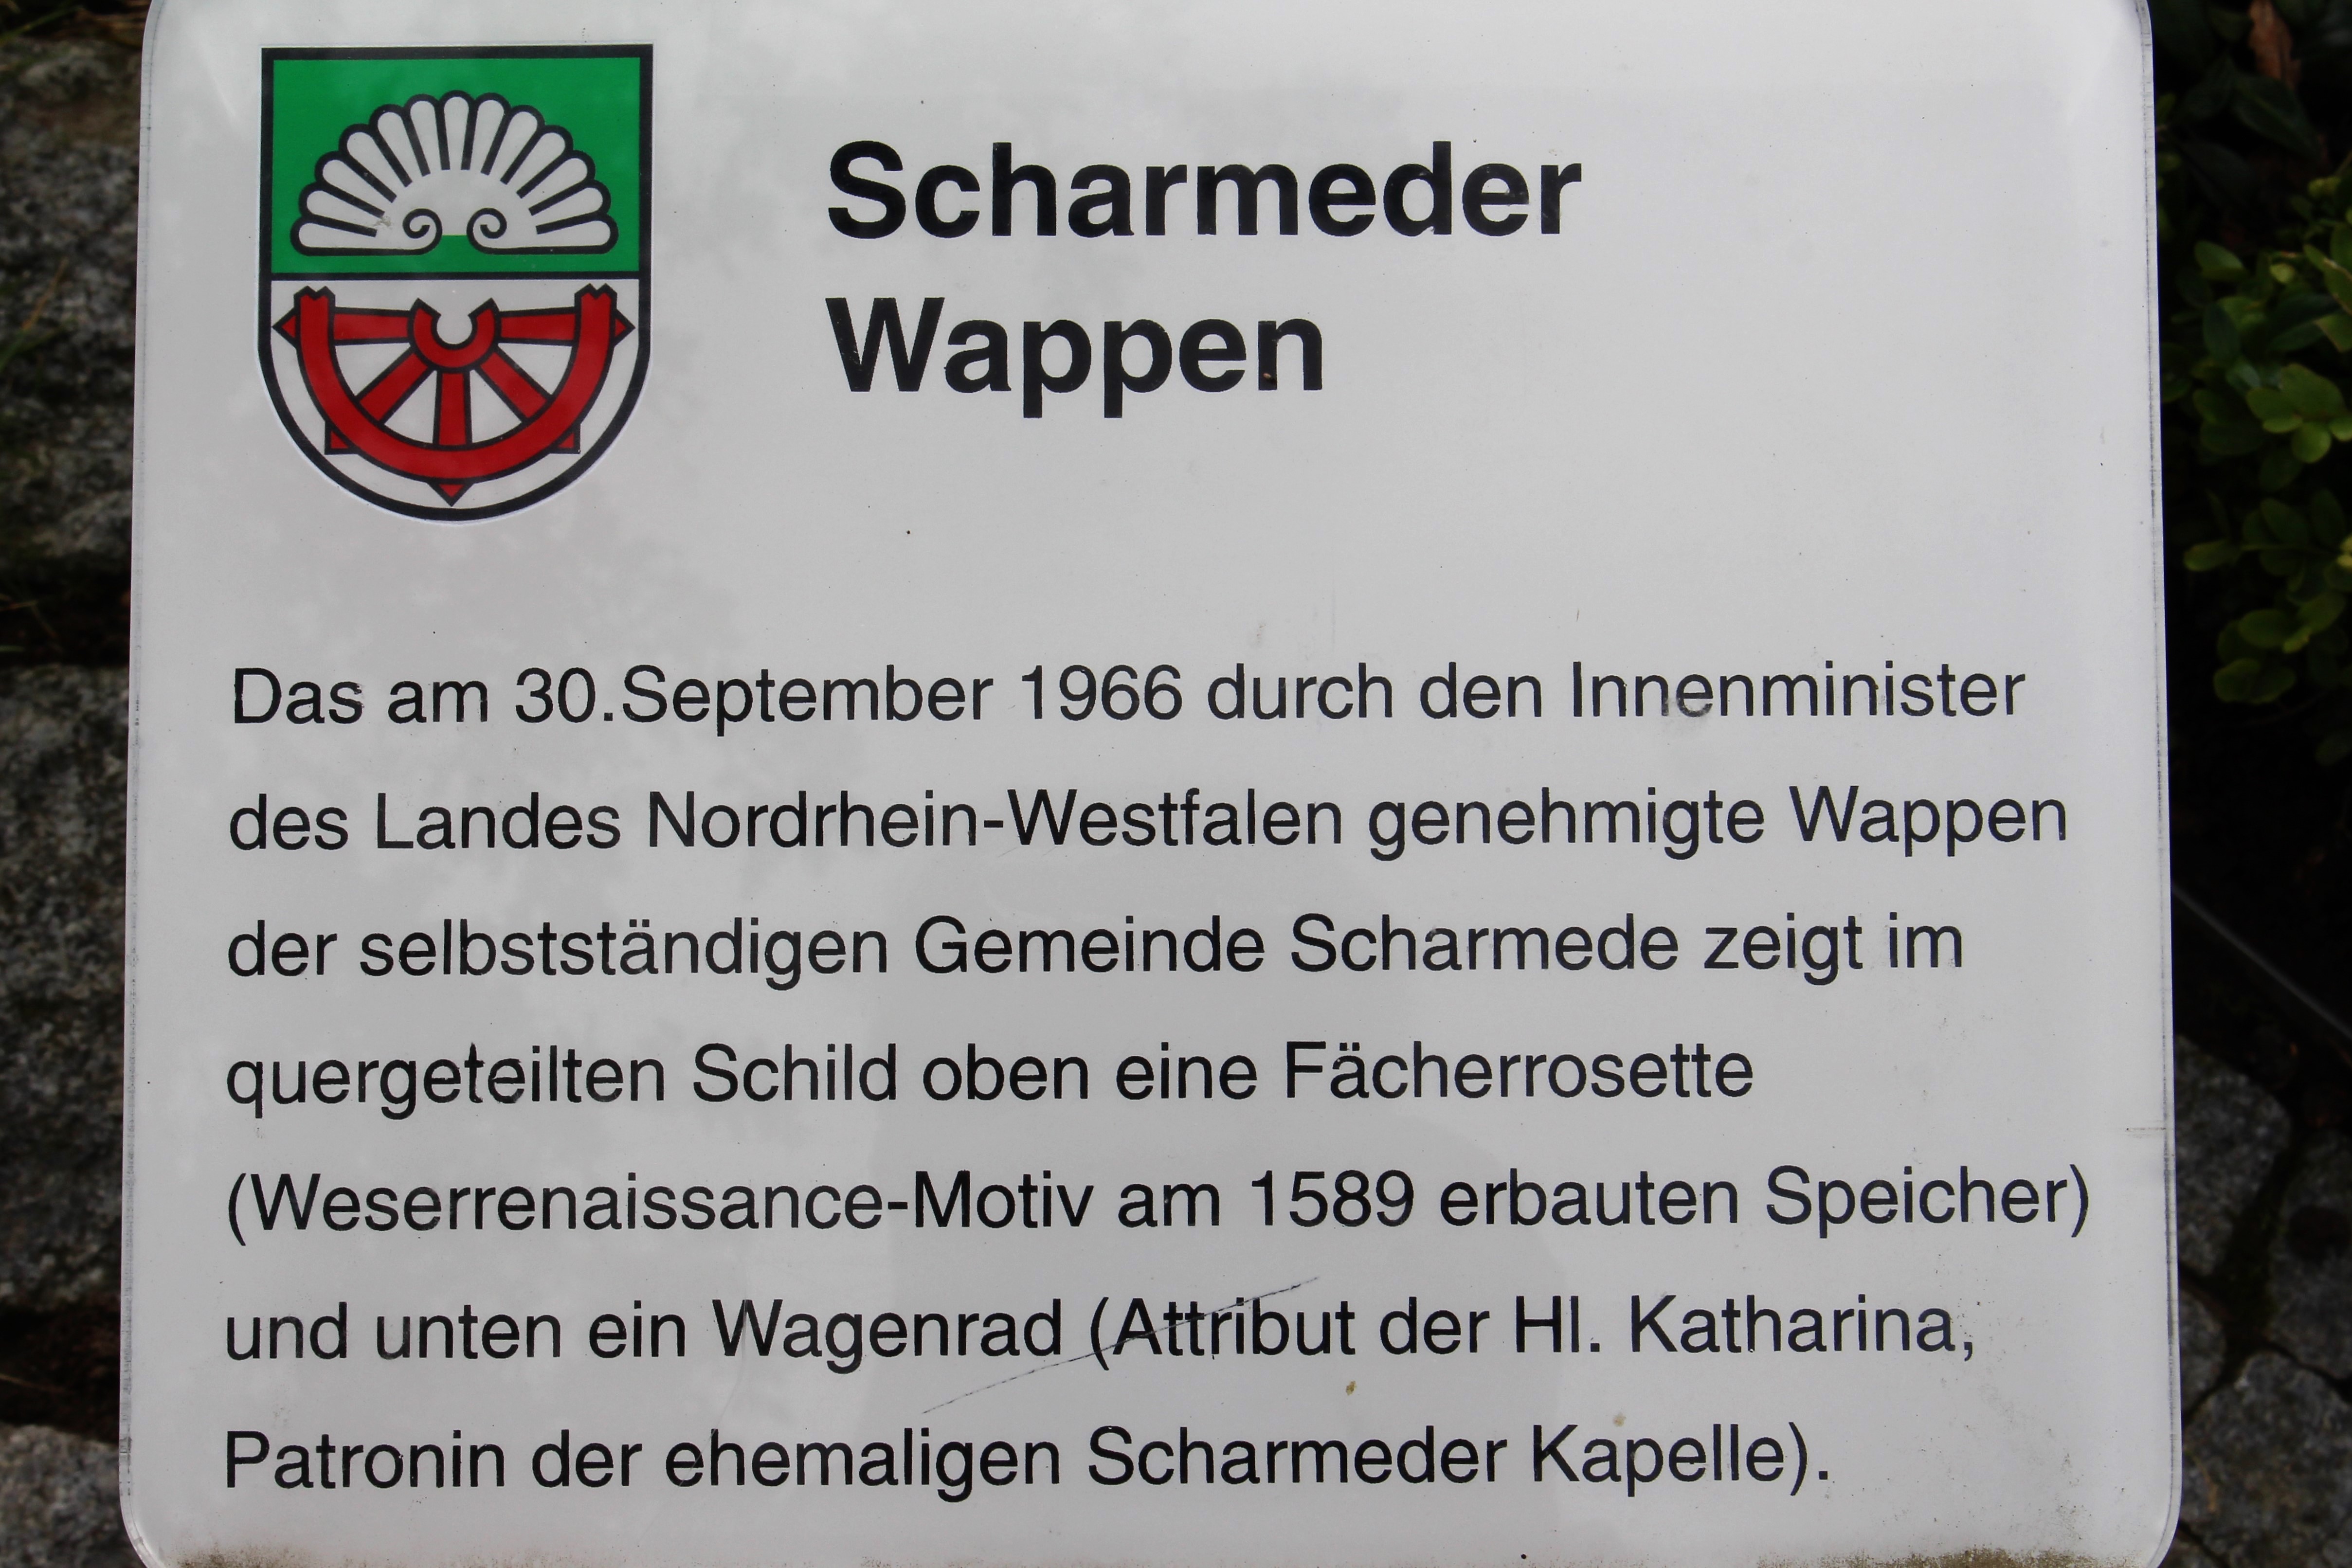 Scharmeder
Wappen
Das am 30.September 1966 durch den Innenminister
des Landes Nordrhein-Westfalen genehmigte Wappen
der selbstständigen Gemeinde Scharmede zeigt im
quergeteilten Schild oben eine Fächerrosette
(Weserrenaissance-Motiv am 1589 erbauten Speicher)
und unten ein Wagenrad (Attribut der Hl. Katharina,
Patronin der ehemaligen Scharmeder Kapelle).